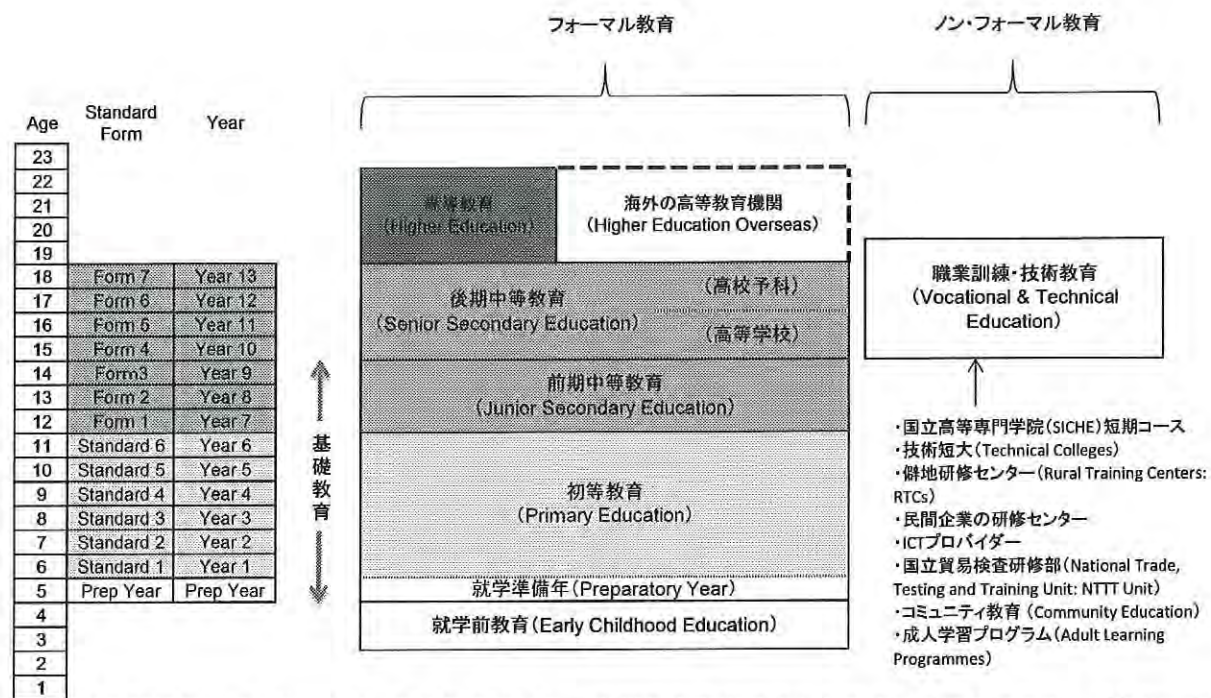 フォーマル教育
ノン・フォーマル教育
Age
Standard Form
Year
23
22
21
20
19
18 Form 7 Year 13
17 Form 6 Year 12
16 Form 5 Year 11
15 Form 4 Year 10
14 Form3 Year 9
13 Form 2 Year 8
12 Form 1 Year 7
11 Standard 6 Year 6
10 Standard 5 Year 5
9 Standard 4 Year 4
8 Standard 3 Year 3
7 Standard 2 Year 2
6 Standard 1 Year 1
5 Prep Year Prep Year
4
3
2
1
基礎教育
高等教育
(Higher Education)
海外の高等教育機関
(Higher Education Overseas)
後期中等教育
(Senior Secondary Education)
(高校予科)
(高等学校)
前期中等教育
(Junior Secondary Education)
初等教育
(Primary Education)
就学準備年(Preparatory Year)
就学前教育(Early Childhood Education)
職業訓練・技術教育
(Vocational & Technical
Education)
・国立高等専門学院(SICHE)短期コース
・技術短大(Technical Colleges)
・僻地研修センター(Rural Training Centers:
RTCs)
・民間企業の研修センター
・ICTプロバイダー
・国立貿易検査研修部(National Trade,
Testing and Training Unit: NTTT Unit)
・コミュニティ教育 (Community Education)
・成人学習プログラム(Adult Learning
Programmes)